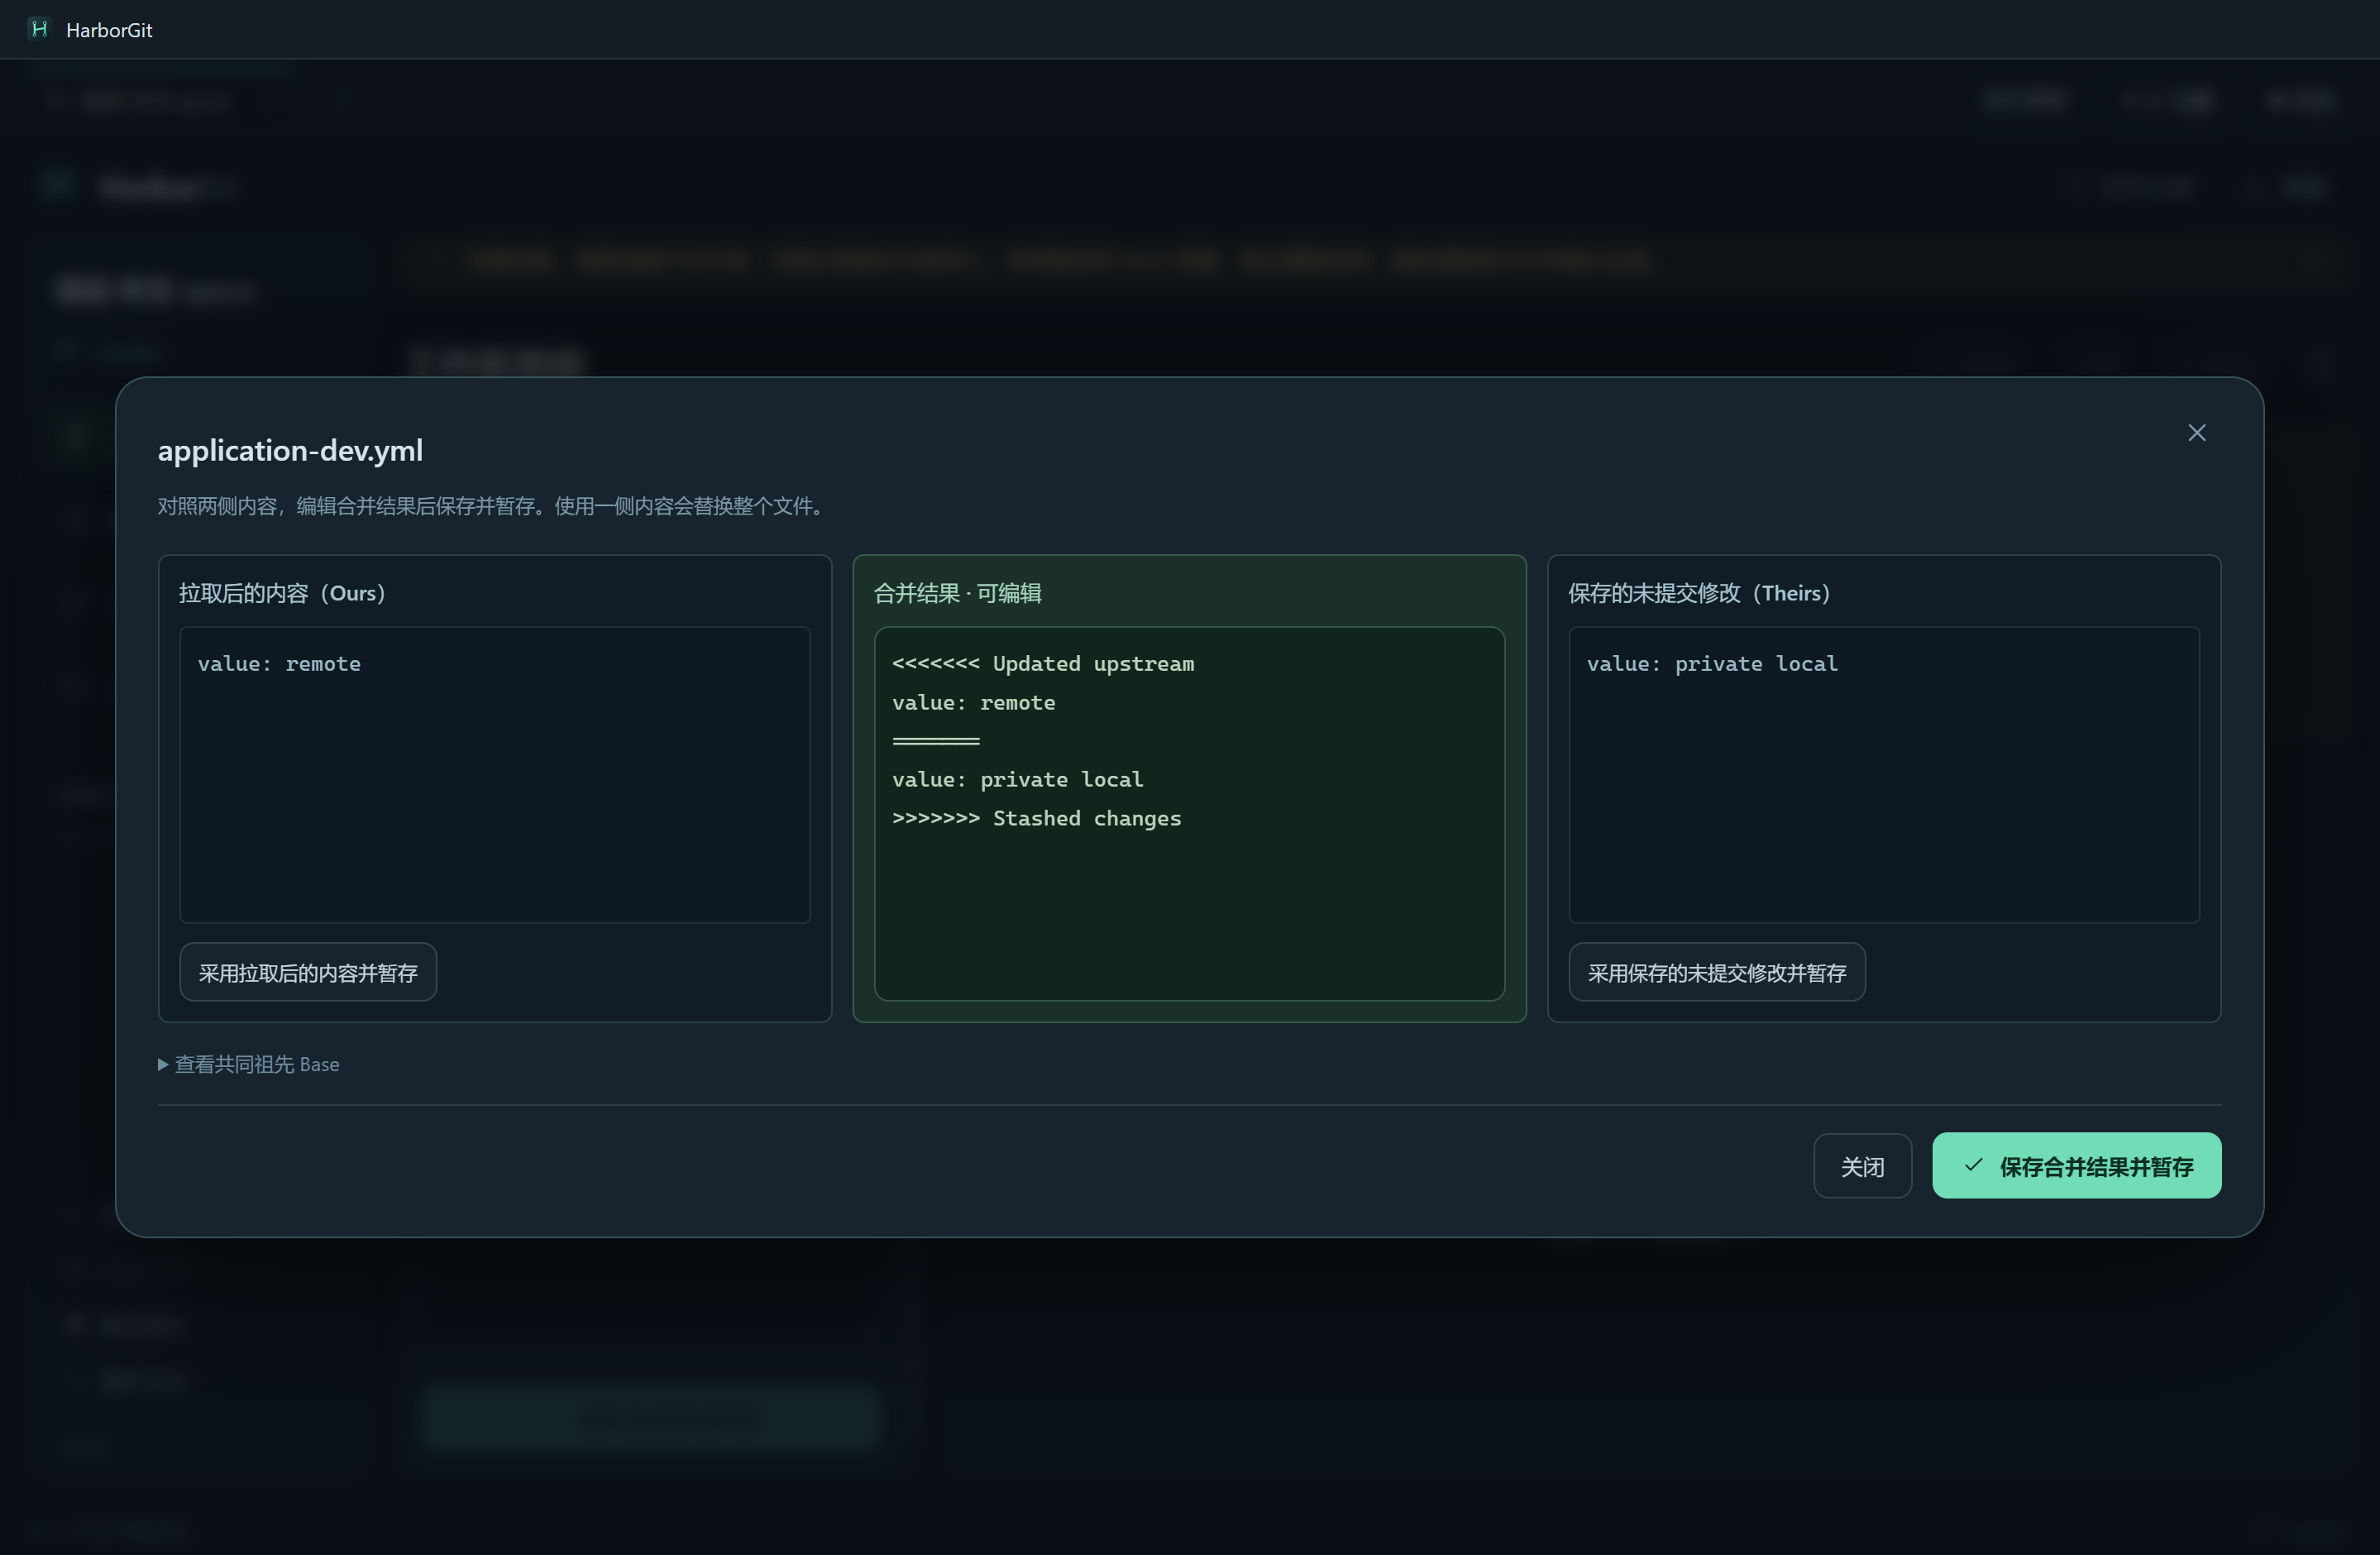 HarborGit
application-dev.yml
对照两侧内容，编辑合并结果后保存并暂存。使用一侧内容会替换整个文件。
拉取后的内容（Ours）
value: remote
采用拉取后的内容并暂存
合并结果 · 可编辑
<<<<<<< Updated upstream
value: remote
=======
value: private local
>>>>>>> Stashed changes
保存的未提交修改（Theirs）
value: private local
采用保存的未提交修改并暂存
查看共同祖先 Base
关闭
保存合并结果并暂存